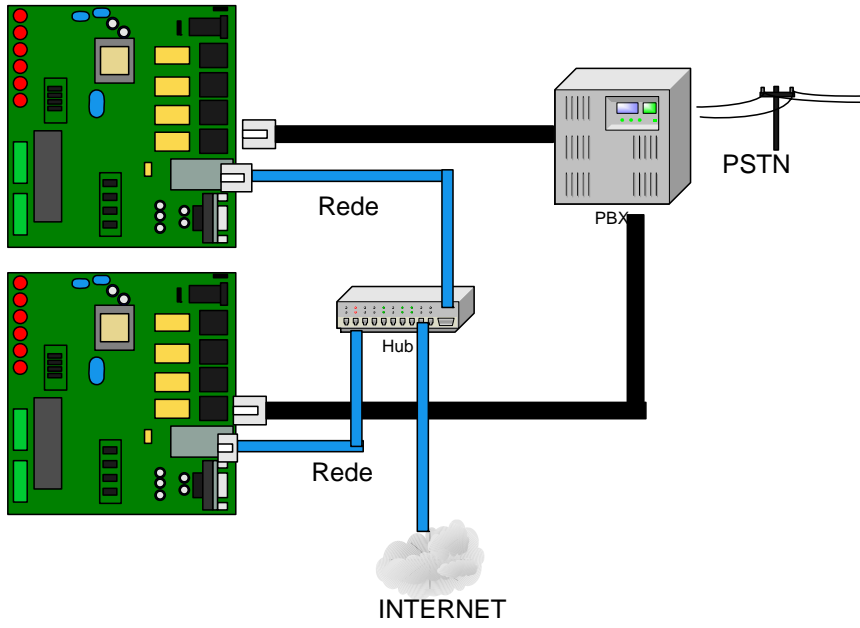 PSTN
Rede
PBX
Hub
Rede
INTERNET